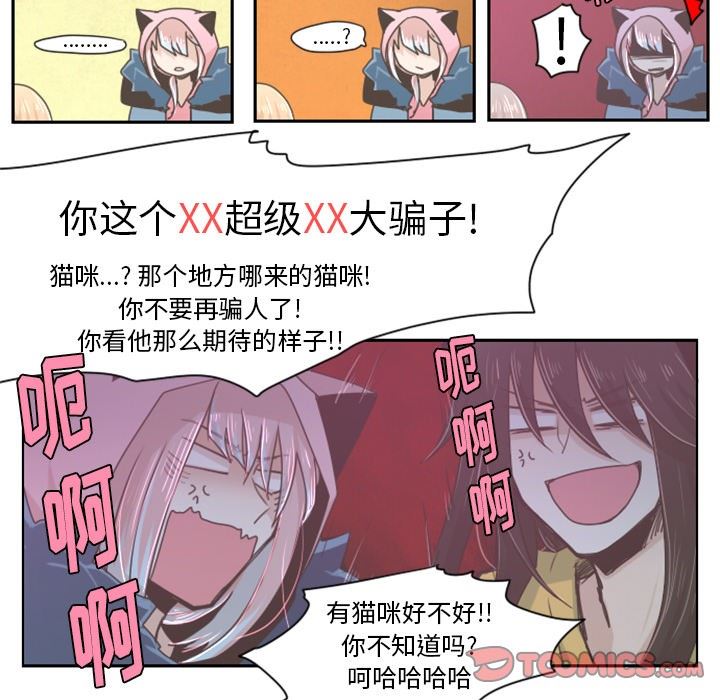 ........
.....?
!
你这个XX超级XX大骗子!
猫咪...? 那个地方哪来的猫咪!
你不要再骗人了!
你看他那么期待的样子!!
呃啊啊
呃啊啊
有猫咪好不好!!
你不知道吗?
呵哈哈哈哈
TOOMICS.com